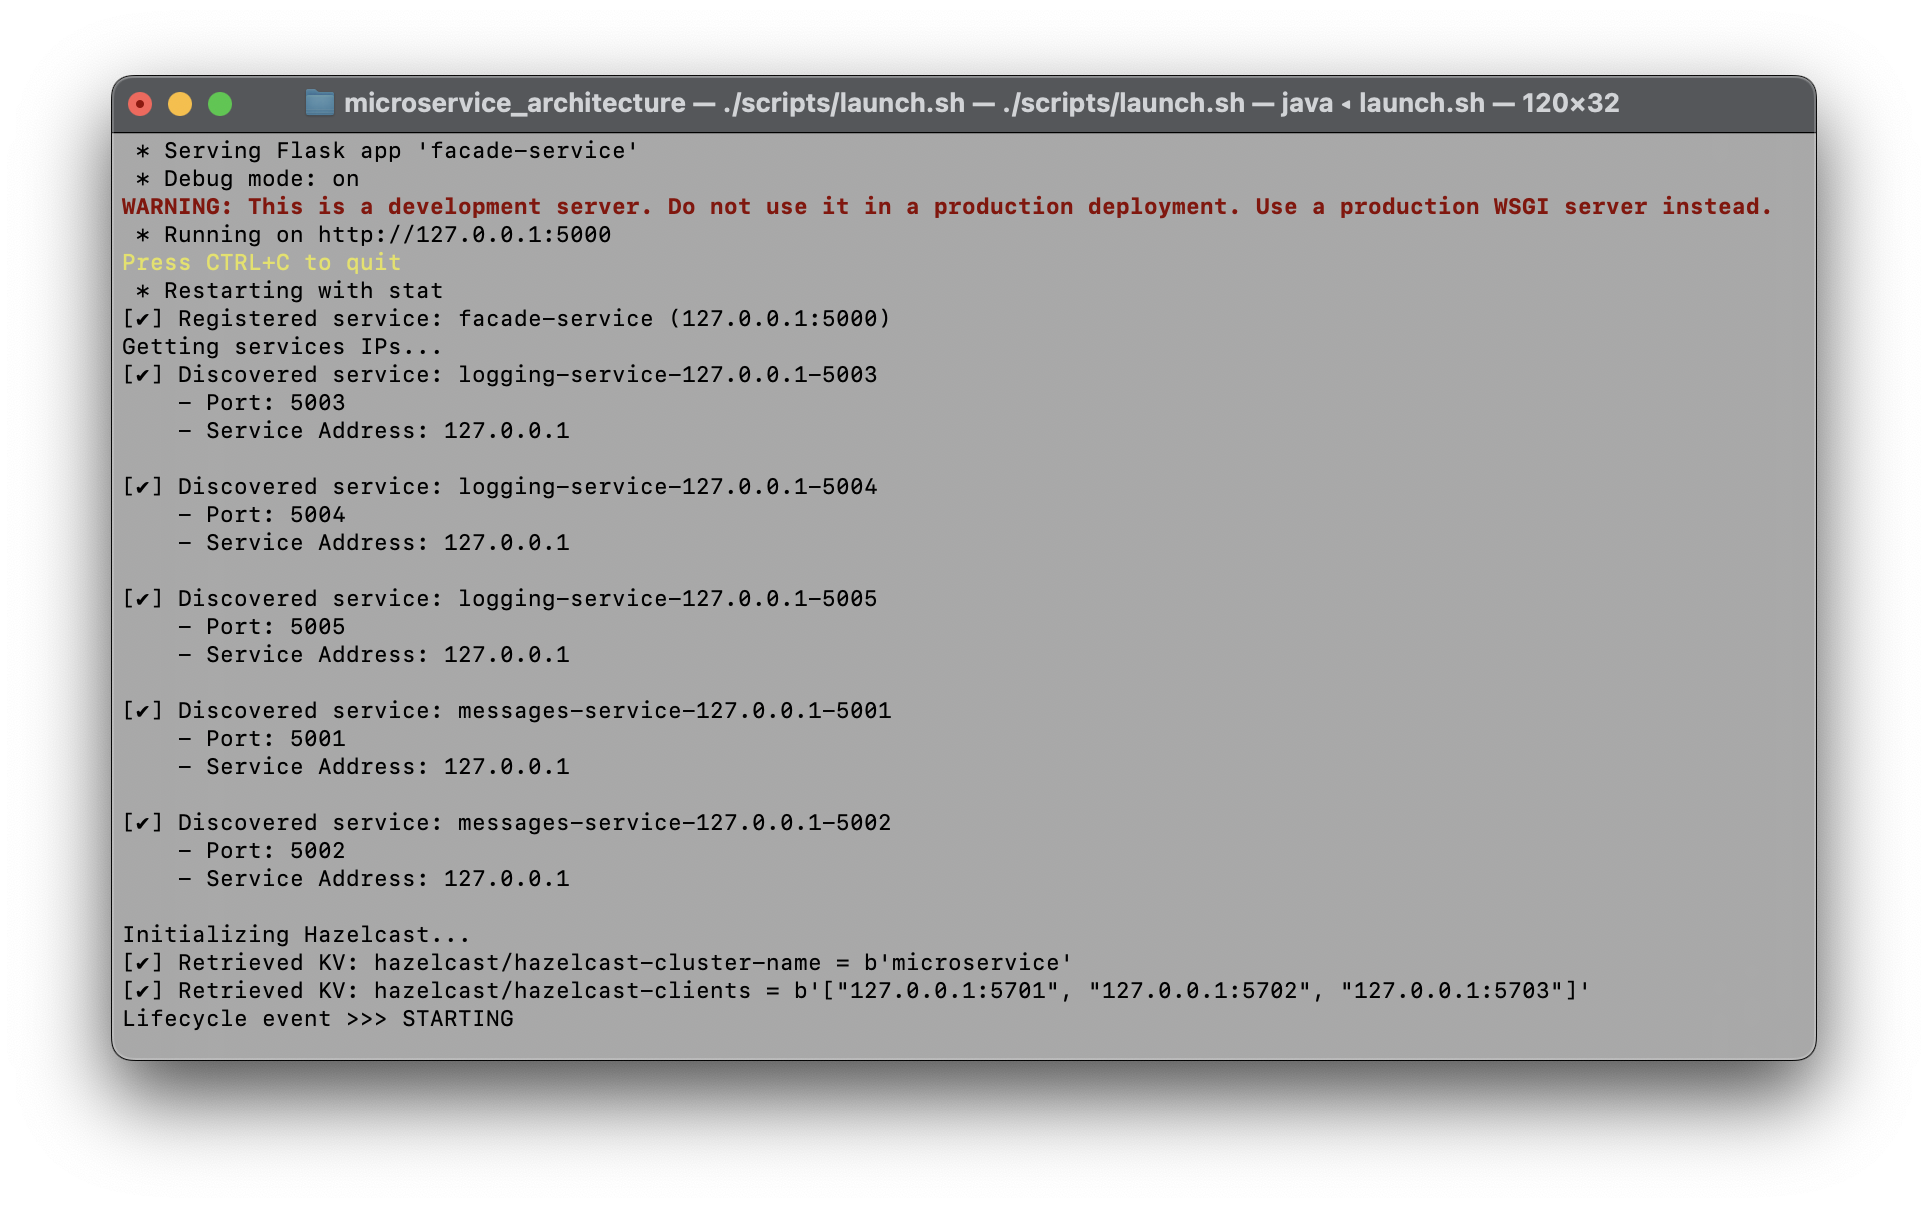 microservice_architecture — ./scripts/launch.sh — ./scripts/launch.sh — java ◂ launch.sh — 120×32
* Serving Flask app 'facade-service'
* Debug mode: on
WARNING: This is a development server. Do not use it in a production deployment. Use a production WSGI server instead.
* Running on http://127.0.0.1:5000
Press CTRL+C to quit
* Restarting with stat
[✔] Registered service: facade-service (127.0.0.1:5000)
Getting services IPs...
[✔] Discovered service: logging-service-127.0.0.1-5003
- Port: 5003
- Service Address: 127.0.0.1
[✔] Discovered service: logging-service-127.0.0.1-5004
- Port: 5004
- Service Address: 127.0.0.1
[✔] Discovered service: logging-service-127.0.0.1-5005
- Port: 5005
- Service Address: 127.0.0.1
[✔] Discovered service: messages-service-127.0.0.1-5001
- Port: 5001
- Service Address: 127.0.0.1
[✔] Discovered service: messages-service-127.0.0.1-5002
- Port: 5002
- Service Address: 127.0.0.1
Initializing Hazelcast...
[✔] Retrieved KV: hazelcast/hazelcast-cluster-name = b'microservice'
[✔] Retrieved KV: hazelcast/hazelcast-clients = b'["127.0.0.1:5701", "127.0.0.1:5702", "127.0.0.1:5703"]'
Lifecycle event >>> STARTING